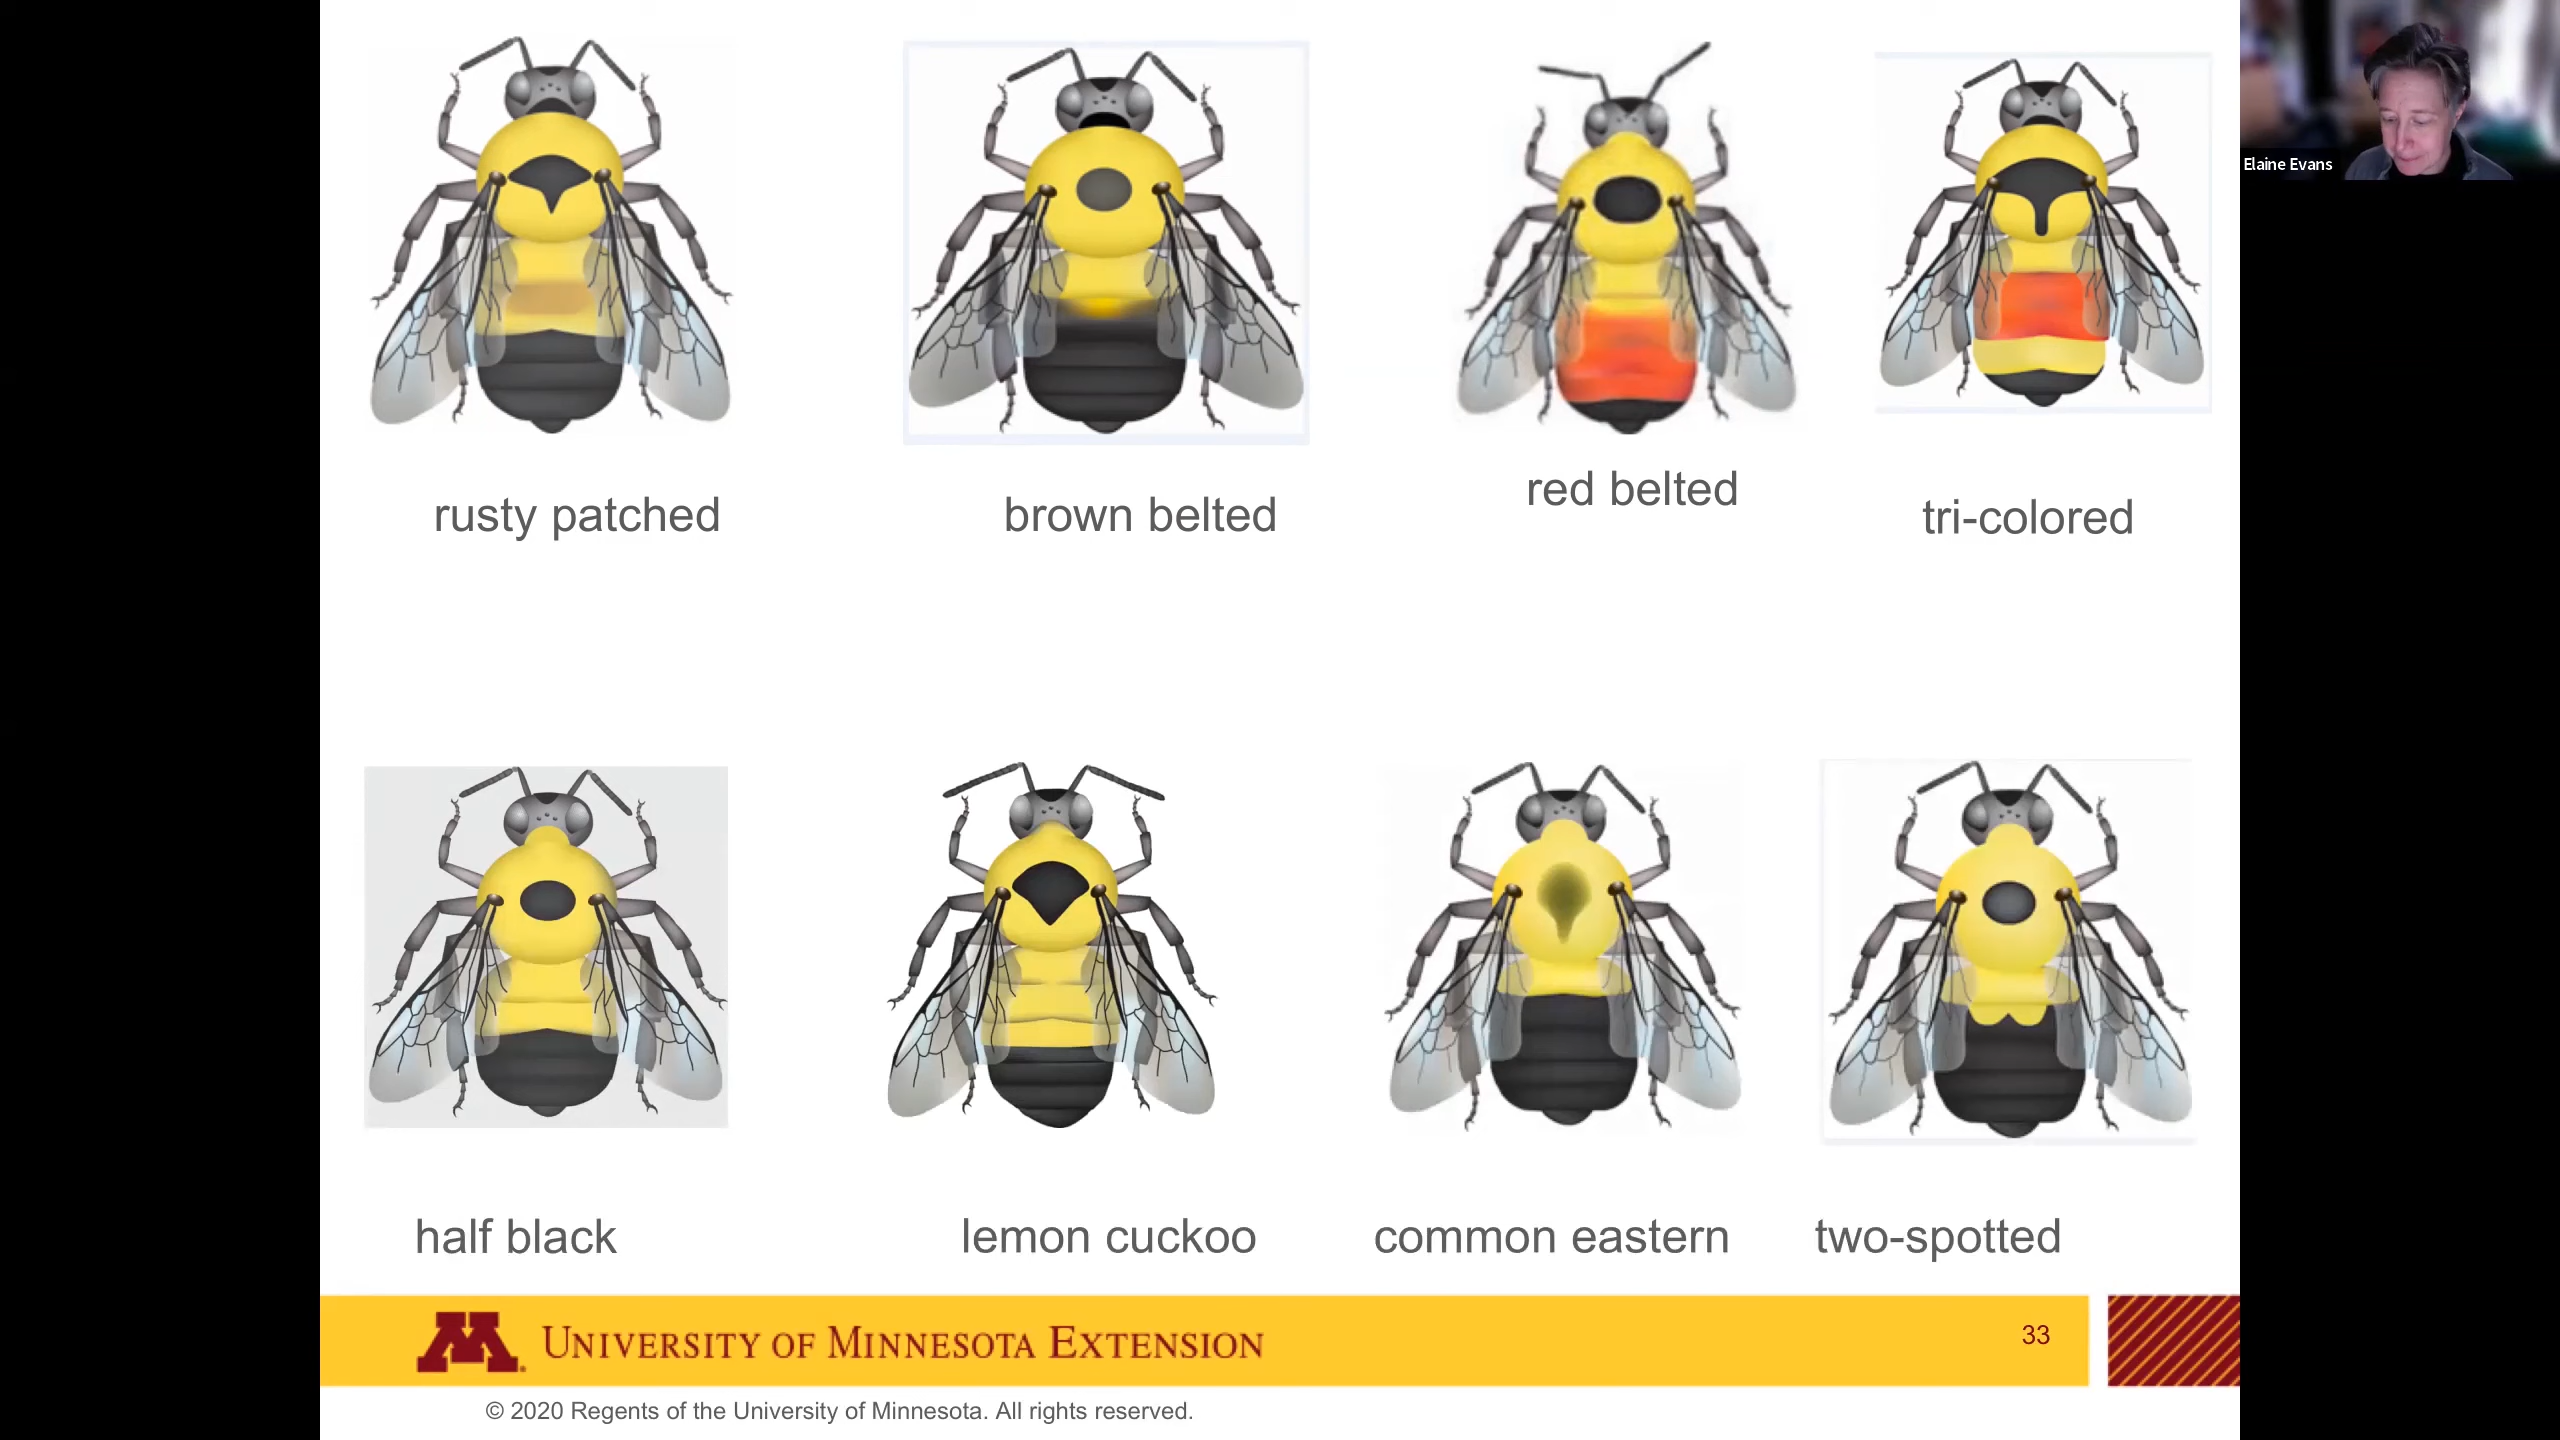 Elaine Evans
rusty patched
brown belted
red belted
tri-colored
half black
lemon cuckoo
common eastern
two-spotted
M
UNIVERSITY OF MINNESOTA EXTENSION
33
© 2020 Regents of the University of Minnesota. All rights reserved.